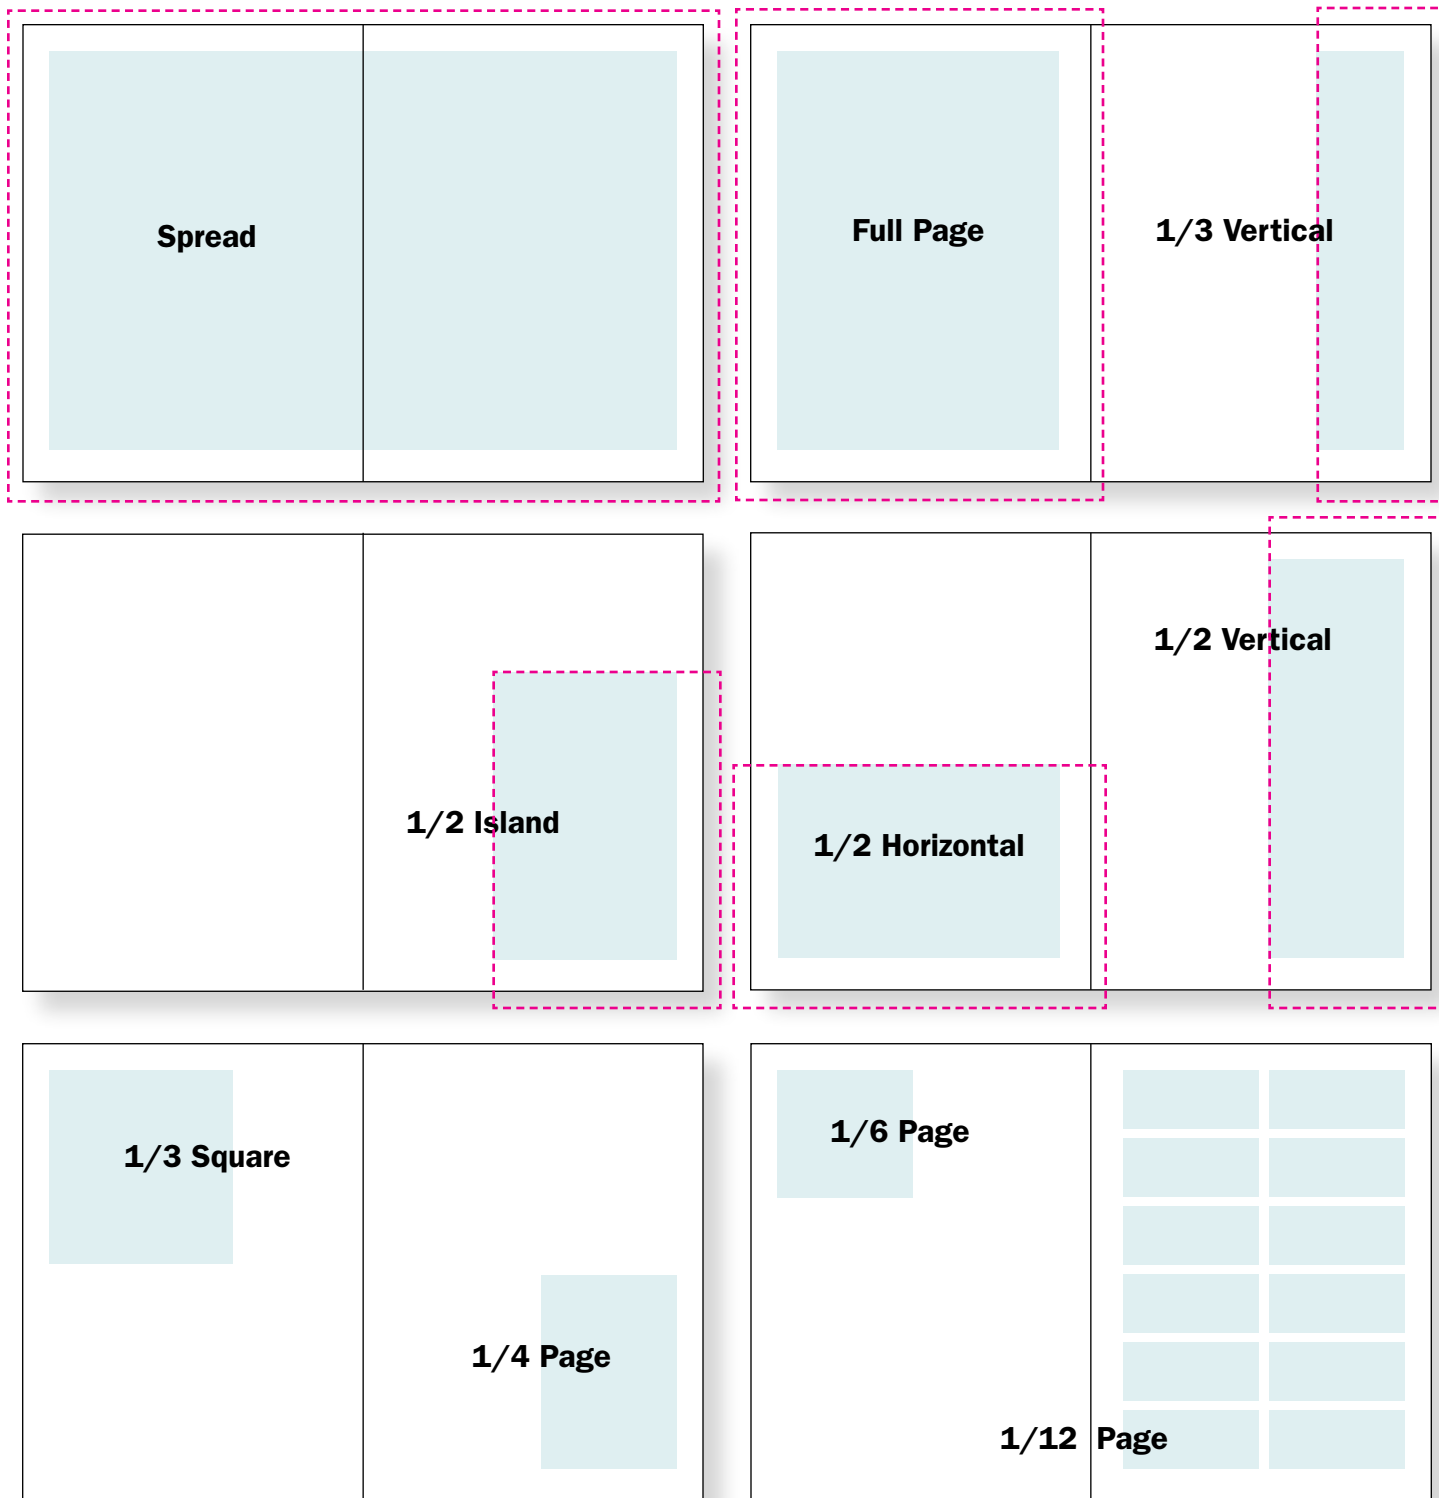 Spread
Full Page
1/3 Vertical
1/2 Island
1/2 Horizontal
1/2 Vertical
1/3 Square
1/4 Page
1/6 Page
1/12 Page